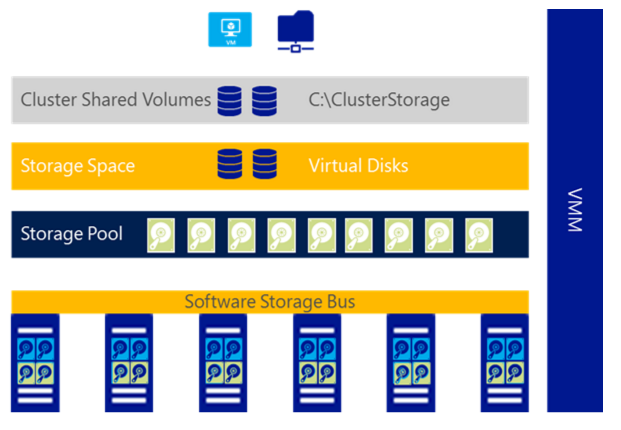 VM
Cluster Shared Volumes C:\ClusterStorage
Storage Space Virtual Disks
Storage Pool
Software Storage Bus
VMM